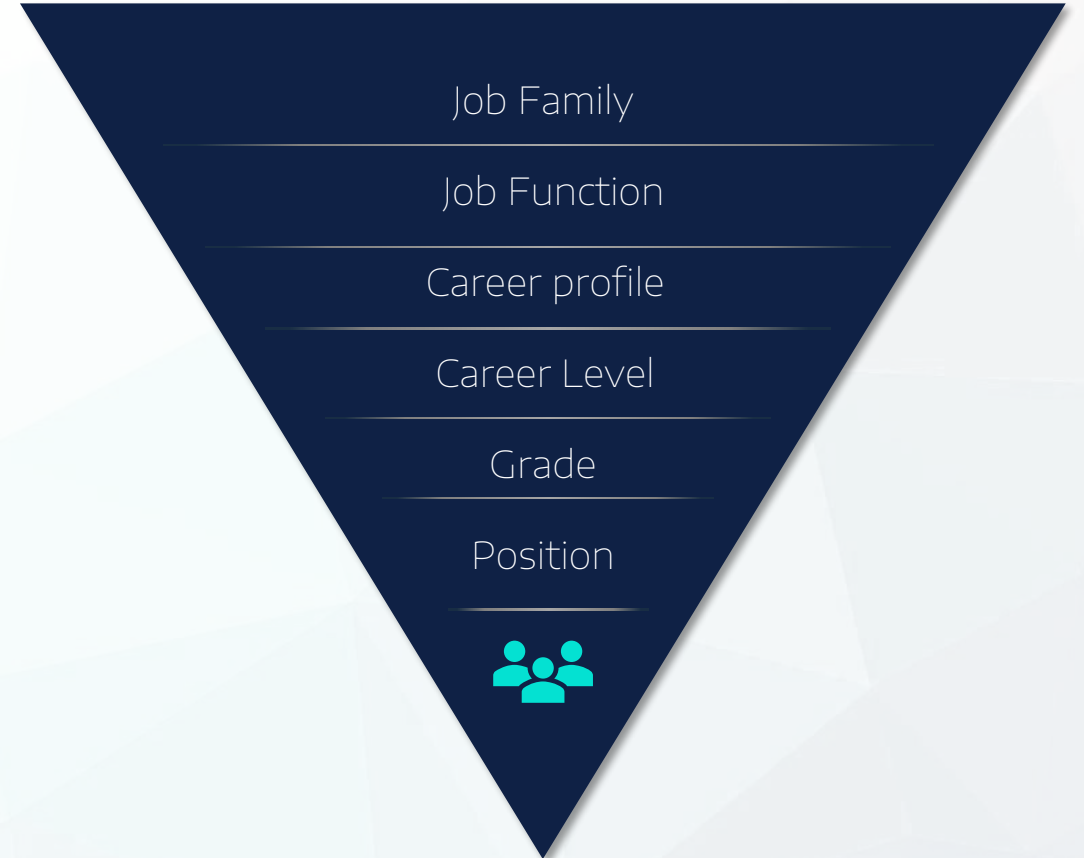 Job Family
Job Function
Career profile
Career Level
Grade
Position